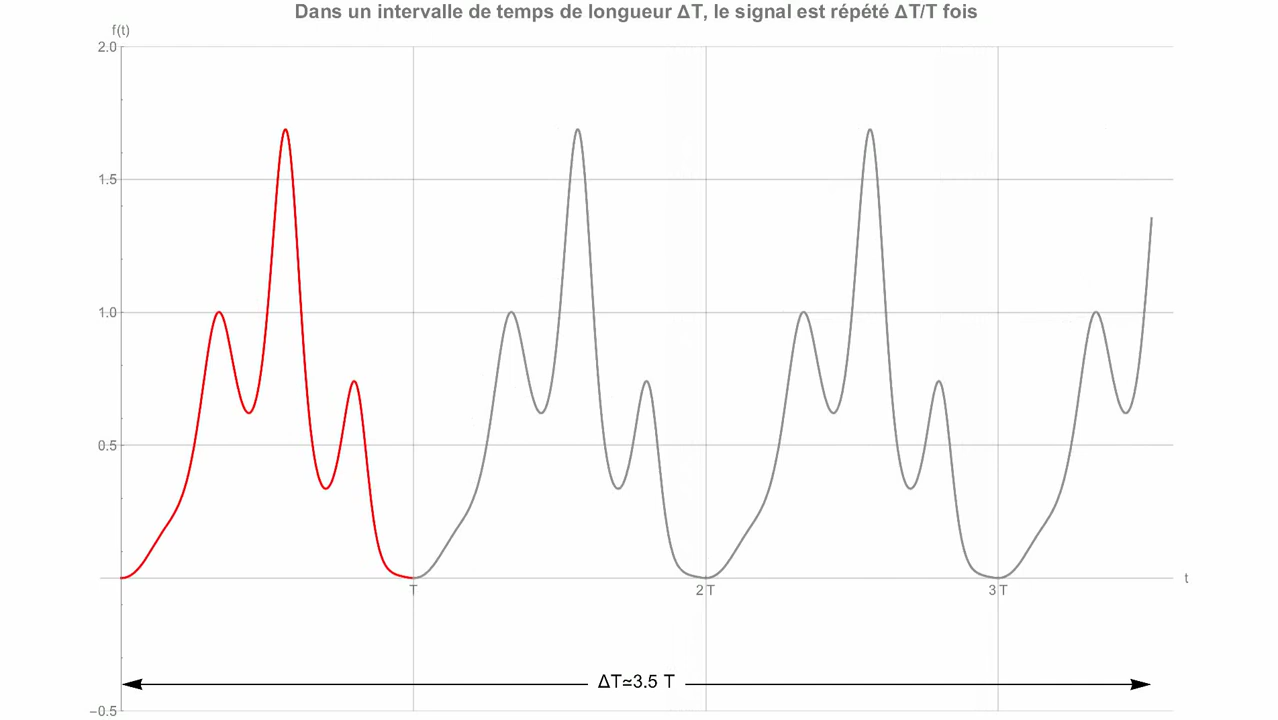 Dans un intervalle de temps de longueur ΔT, le signal est répété ΔT/T fois
f(t)
2.0
1.5
1.0
0.5
T
2 T
3 T
t
ΔT≃3.5 T
−0.5